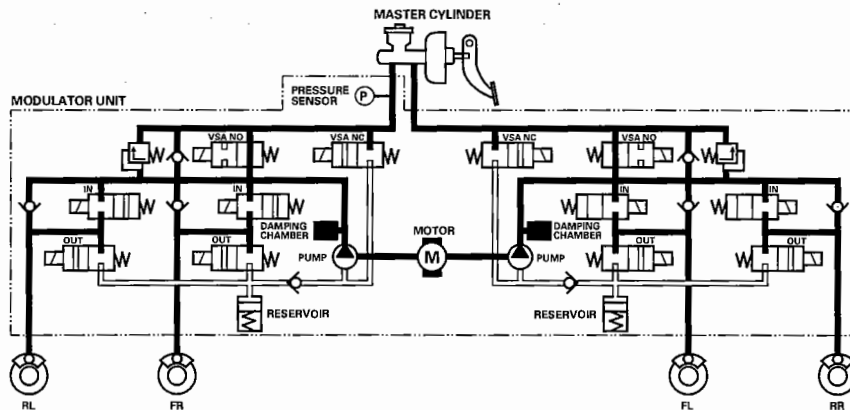 MASTER CYLINDER
PRESSURE
SENSOR
P
MODULATOR UNIT
VSA NO
VSA NC
VSA NC
VSA NO
IN
IN
IN
IN
DAMPING
CHAMBER
MOTOR
DAMPING
CHAMBER
OUT
OUT
OUT
OUT
PUMP
M
PUMP
RESERVOIR
RESERVOIR
RL
FR
FL
RR